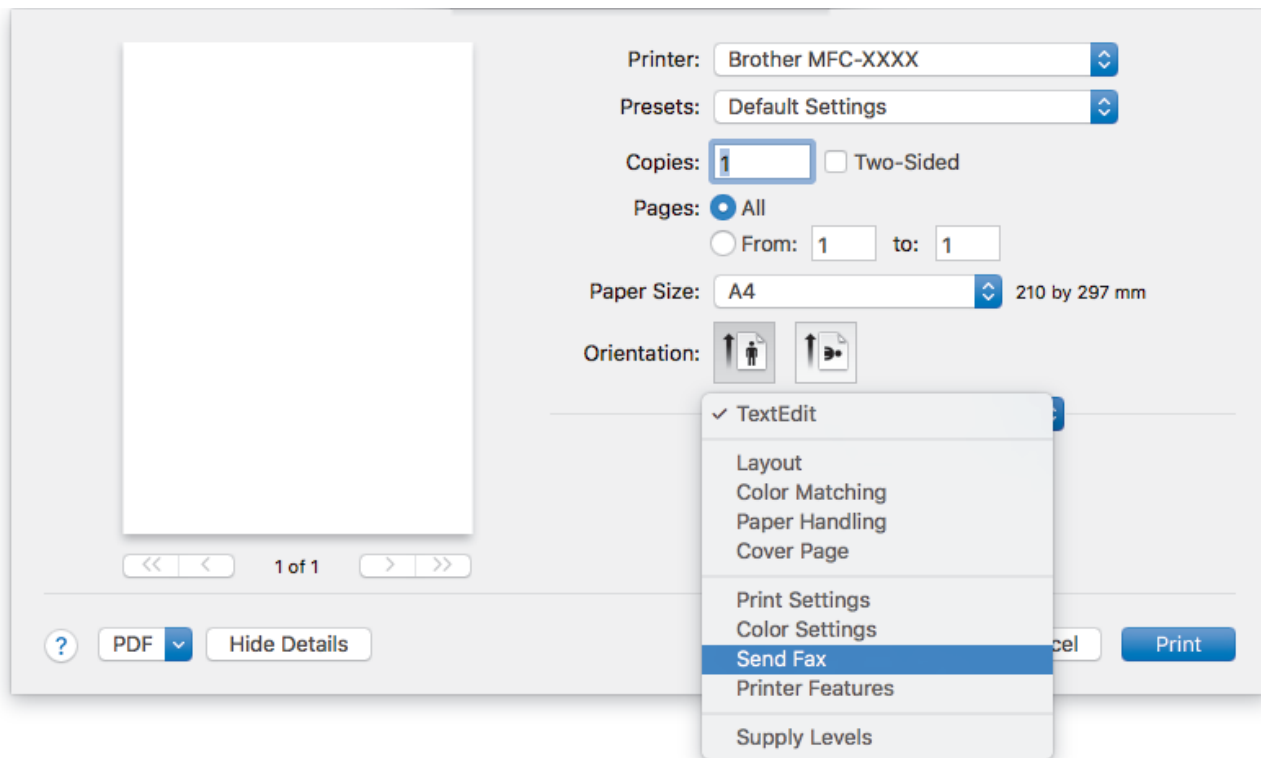 Printer: Brother MFC-XXXX
Presets: Default Settings
Copies: 1 Two-Sided
Pages: All
From: 1 to: 1
Paper Size: A4 210 by 297 mm
Orientation:
✓ TextEdit
Layout
Color Matching
Paper Handling
Cover Page
1 of 1
Print Settings
Color Settings
Send Fax
Printer Features
Supply Levels
? PDF Hide Details cel Print